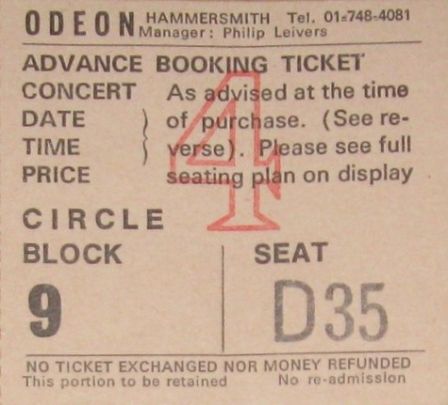 ODEON HAMMERSMITH Tel. 01-748-4081
Manager: Philip Leivers
ADVANCE BOOKING TICKET
CONCERT As advised at the time
DATE ) of purchase. (See re-
TIME ) verse). Please see full
PRICE seating plan on display
4
CIRCLE
BLOCK SEAT
9 D35
NO TICKET EXCHANGED NOR MONEY REFUNDED
This portion to be retained No re-admission